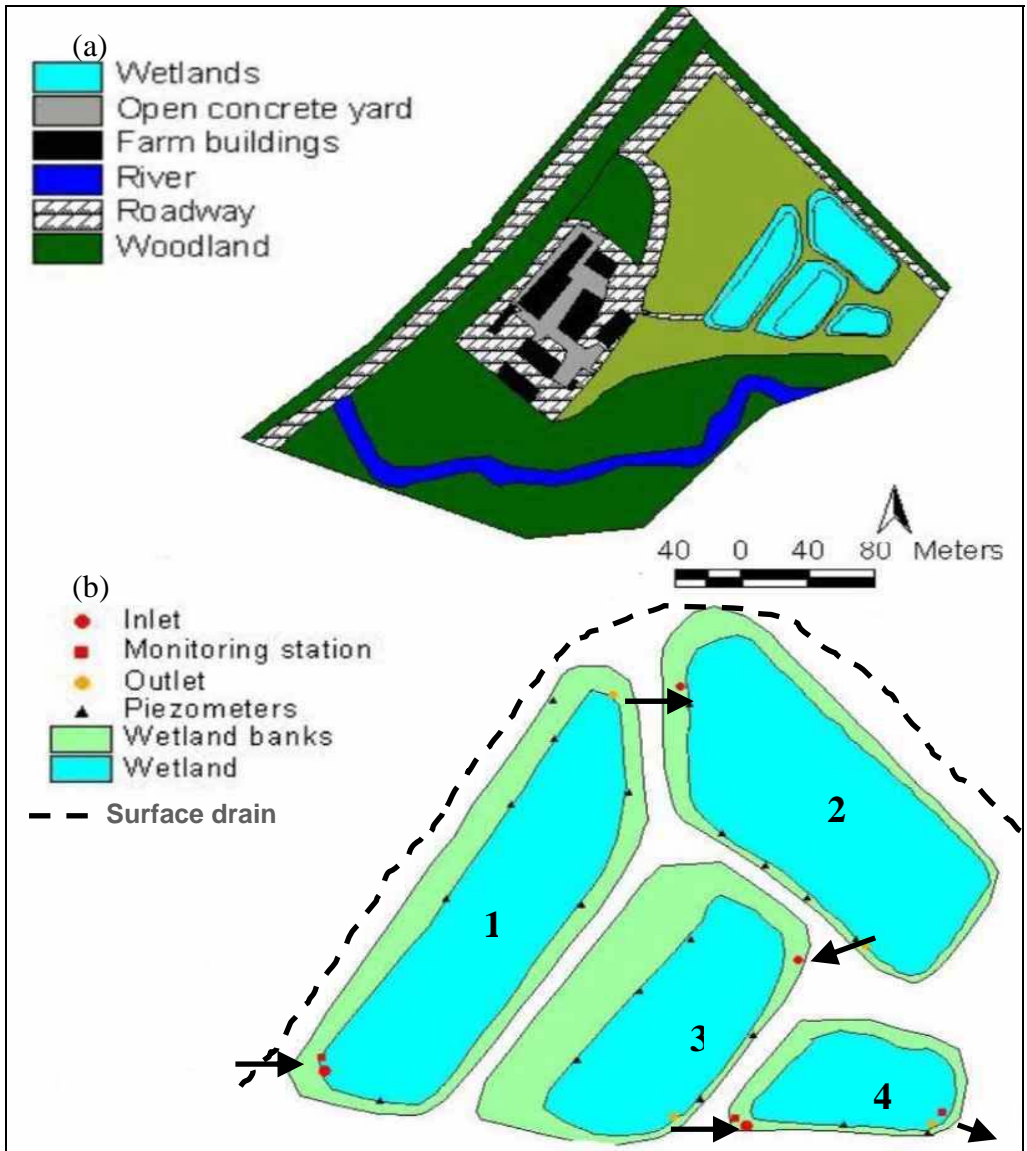 (a)
Wetlands
Open concrete yard
Farm buildings
River
Roadway
Woodland
40 0 40 80 Meters
(b)
Inlet
Monitoring station
Outlet
Piezometers
Wetland banks
Wetland
Surface drain
2
1
3
4